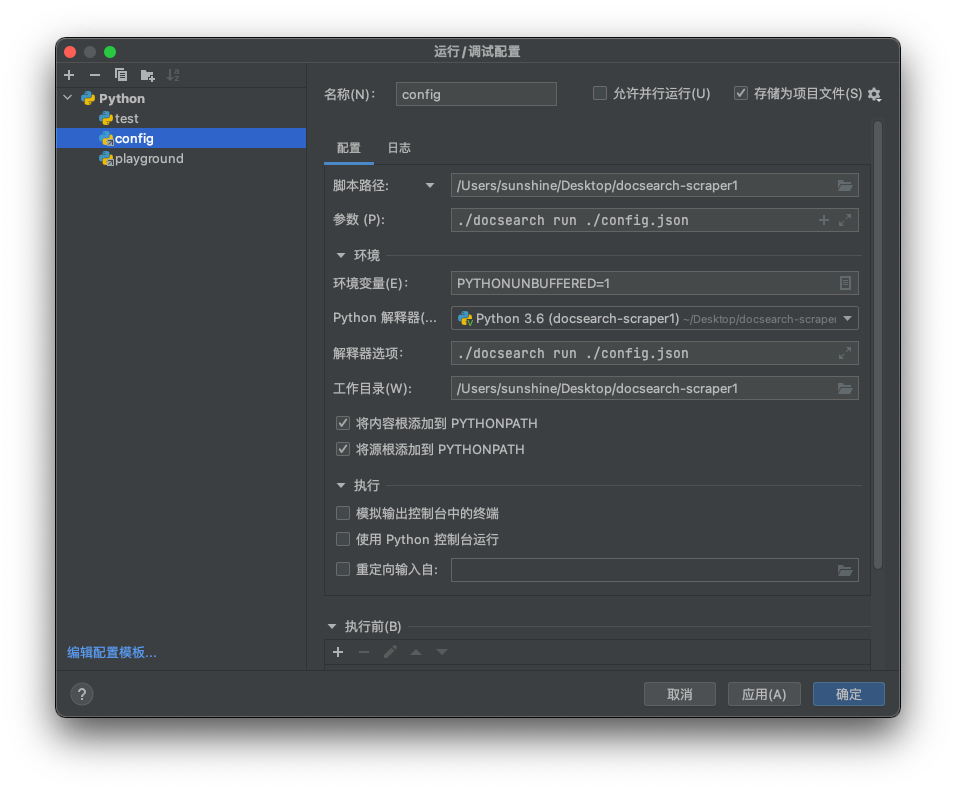 运行/调试配置
Python
test
config
playground
编辑配置模板...
名称(N)： config 允许并行运行(U) 存储为项目文件(S)
配置 日志
脚本路径: /Users/sunshine/Desktop/docsearch-scraper1
参数 (P): ./docsearch run ./config.json
环境
环境变量(E)： PYTHONUNBUFFERED=1
Python 解释器(... Python 3.6 (docsearch-scraper1) ~/Desktop/docsearch-scraper
解释器选项: ./docsearch run ./config.json
工作目录(W): /Users/sunshine/Desktop/docsearch-scraper1
将内容根添加到 PYTHONPATH
将源根添加到 PYTHONPATH
执行
模拟输出控制台中的终端
使用 Python 控制台运行
重定向输入自:
执行前(B)
? 取消 应用(A) 确定